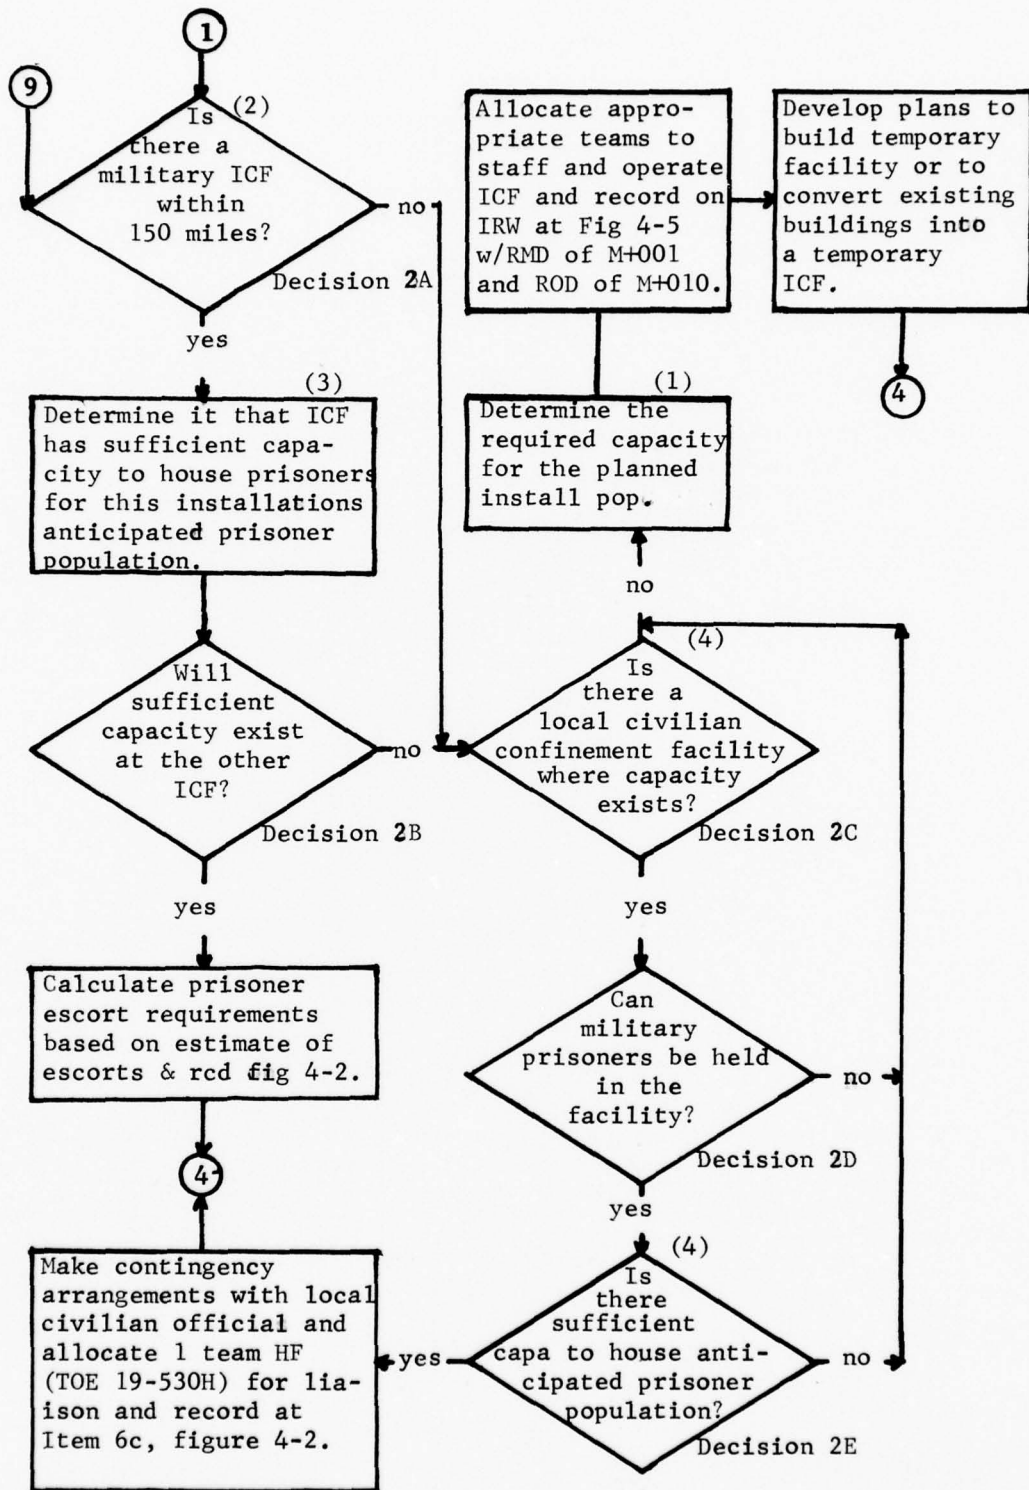 1
9
(2)
Is
there a
military ICF
within
150 miles?
no
Decision 2A
yes
(3)
Determine it that ICF
has sufficient capa-
city to house prisoners
for this installations
anticipated prisoner
population.
Will
sufficient
capacity exist
at the other
ICF?
no
Decision 2B
yes
Calculate prisoner
escort requirements
based on estimate of
escorts & rcd fig 4-2.
4
Make contingency
arrangements with local
civilian official and
allocate 1 team HF
(TOE 19-530H) for lia-
ison and record at
Item 6c, figure 4-2.
Allocate appro-
priate teams to
staff and operate
ICF and record on
IRW at Fig 4-5
w/RMD of M+001
and ROD of M+010.
Develop plans to
build temporary
facility or to
convert existing
buildings into
a temporary
ICF.
4
(1)
Determine the
required capacity
for the planned
install pop.
no
(4)
Is
there a
local civilian
confinement facility
where capacity
exists?
Decision 2C
yes
Can
military
prisoners be held
in the
facility?
no
Decision 2D
yes
(4)
Is
there
sufficient
capa to house anti-
cipated prisoner
population?
yes
no
Decision 2E